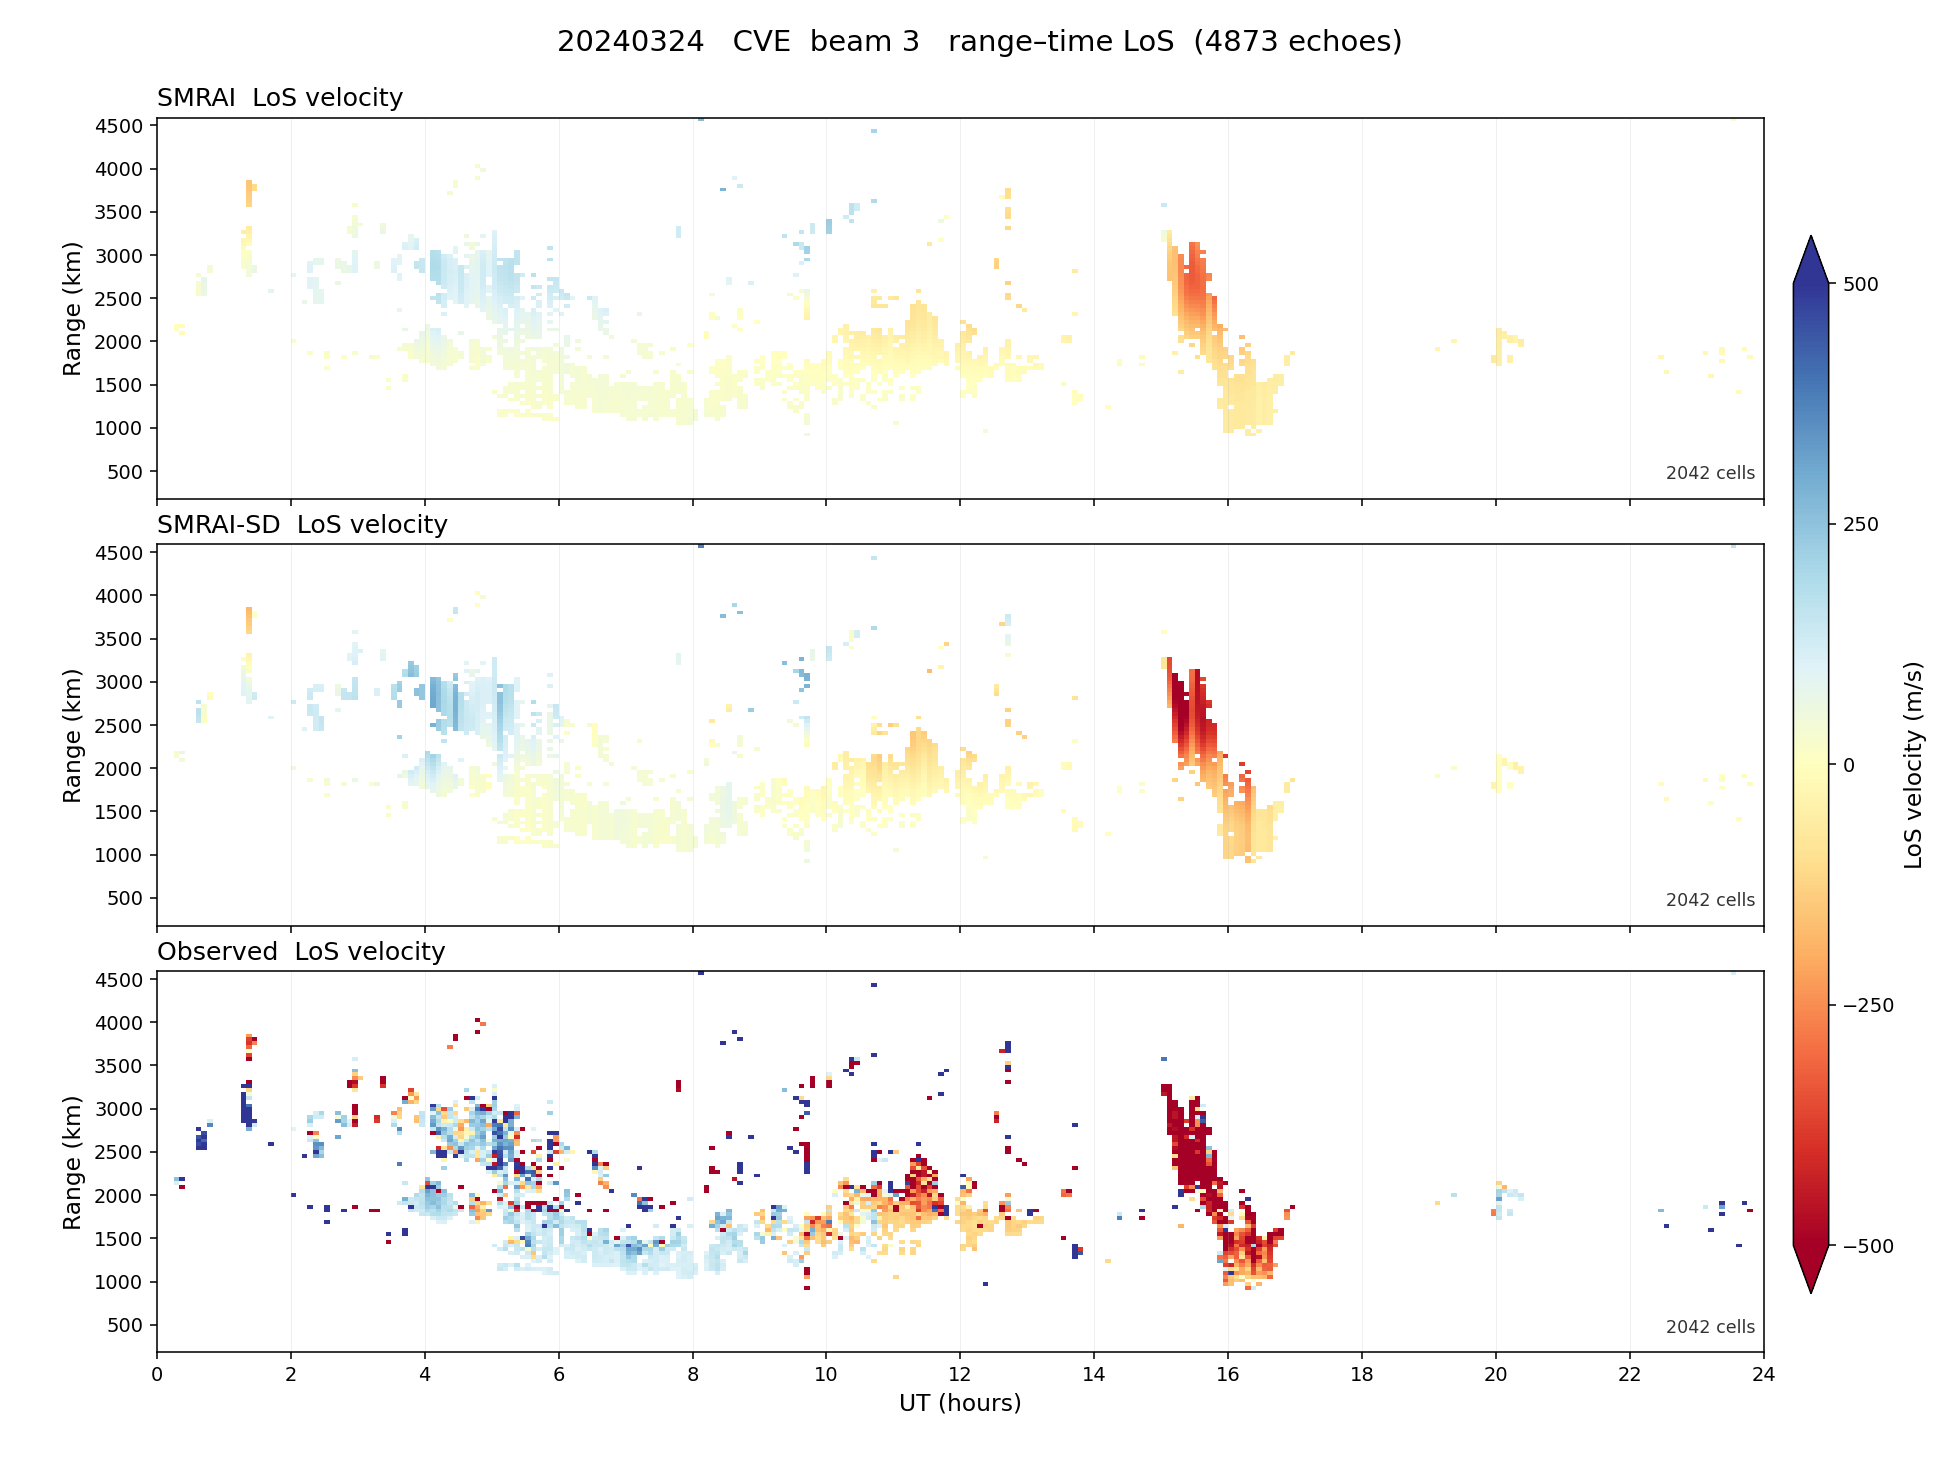 20240324 CVE beam 3 range–time LoS (4873 echoes)
SMRAI LoS velocity
4500
4000
3500
3000
2500
2000
1500
1000
500
Range (km)
2042 cells
SMRAI-SD LoS velocity
4500
4000
3500
3000
2500
2000
1500
1000
500
Range (km)
2042 cells
Observed LoS velocity
4500
4000
3500
3000
2500
2000
1500
1000
500
Range (km)
2042 cells
0 2 4 6 8 10 12 14 16 18 20 22 24
UT (hours)
500
250
0
−250
−500
LoS velocity (m/s)